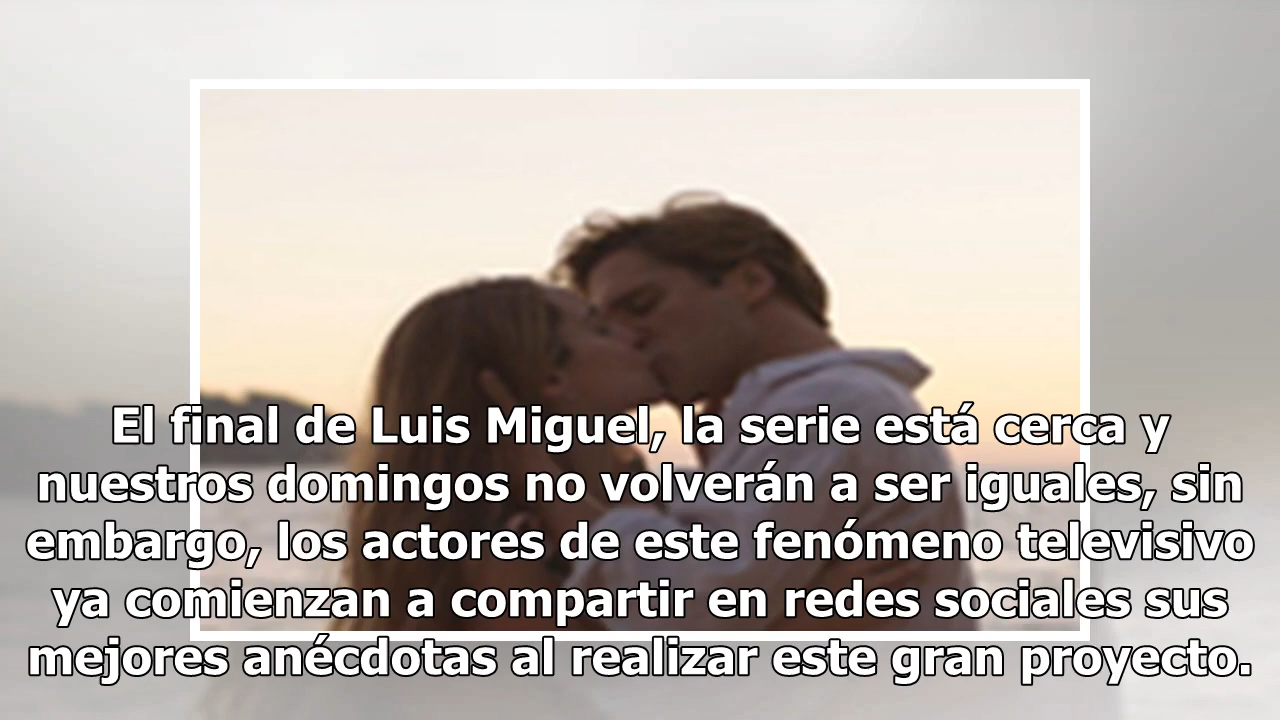 El final de Luis Miguel, la serie está cerca y
nuestros domingos no volverán a ser iguales, sin
embargo, los actores de este fenómeno televisivo
ya comienzan a compartir en redes sociales sus
mejores anécdotas al realizar este gran proyecto.